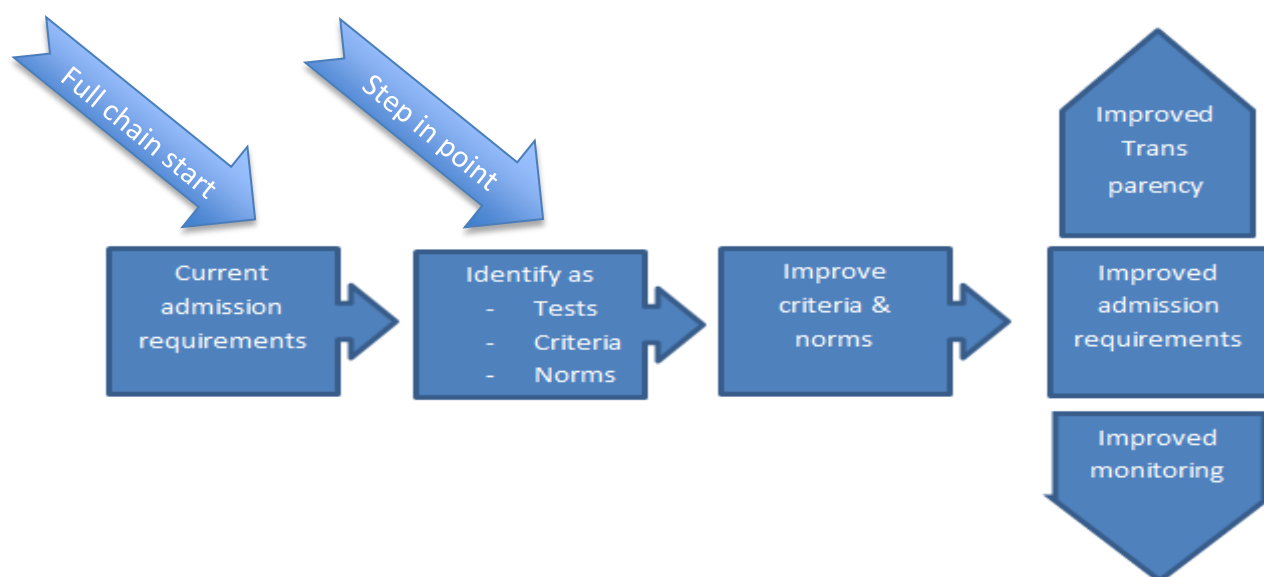 Full chain start
Step in point
Current
admission
requirements
Identify as
- Tests
- Criteria
- Norms
Improve
criteria &
norms
Improved
Trans
parency
Improved
admission
requirements
Improved
monitoring